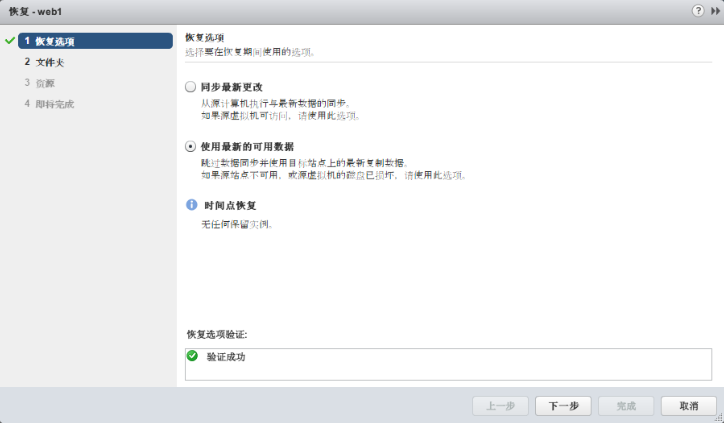 恢复 - web1
1 恢复选项
2 文件夹
3 资源
4 即将完成
恢复选项
选择要在恢复期间使用的选项。
同步最新更改
从源计算机执行与最新数据的同步。
如果源虚拟机可访问，请使用此选项。
使用最新的可用数据
跳过数据同步并使用目标站点上的最新复制数据。
如果源站点不可用，或源虚拟机的磁盘已损坏，请使用此选项。
时间点恢复
无任何保留实例。
恢复选项验证:
验证成功
上一步 下一步 完成 取消